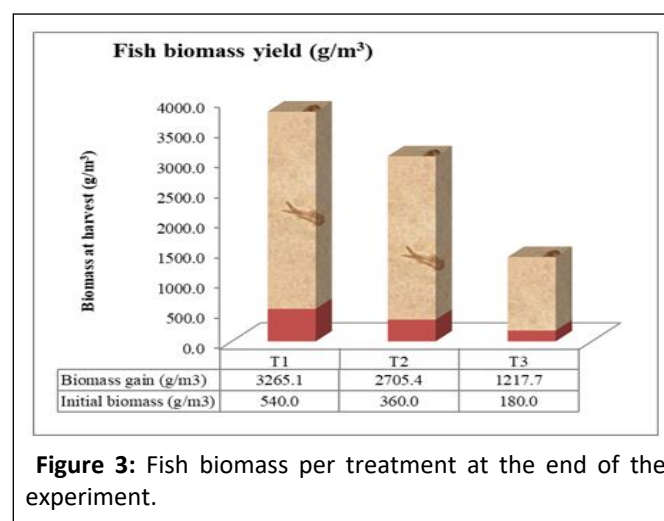 Fish biomass yield (g/m³)
Biomass at harvest (g/m³)
4000.0
3500.0
3000.0
2500.0
2000.0
1500.0
1000.0
500.0
0.0
T1 T2 T3
Biomass gain (g/m3) 3265.1 2705.4 1217.7
Initial biomass (g/m3) 540.0 360.0 180.0
Figure 3: Fish biomass per treatment at the end of the
experiment.